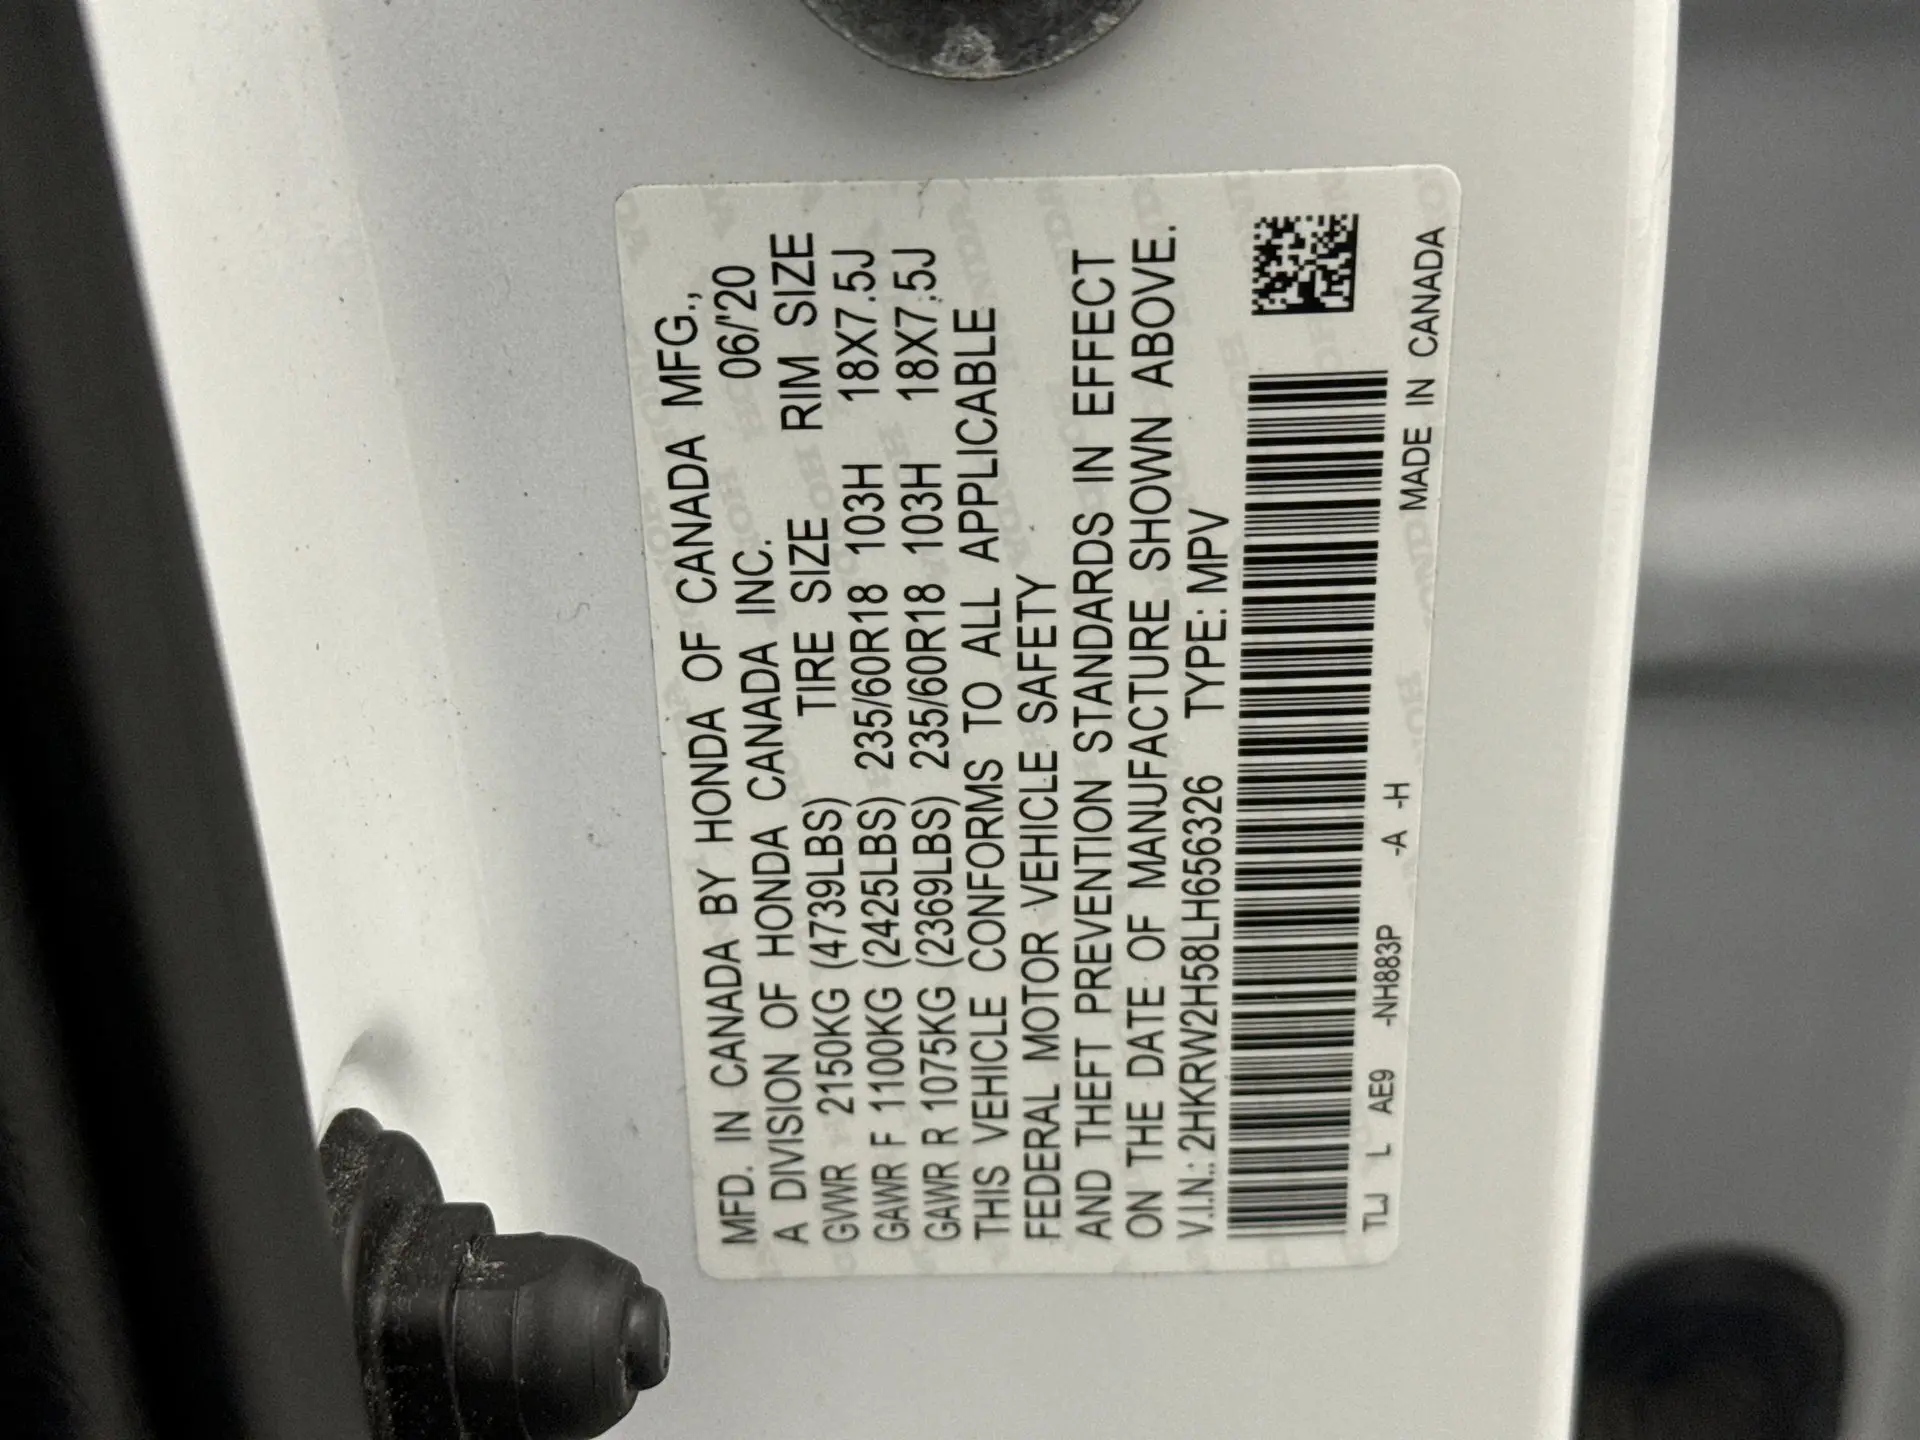 MFD. IN CANADA BY HONDA OF CANADA MFG.,
A DIVISION OF HONDA CANADA INC. 06/'20
TIRE SIZE RIM SIZE
GVWR 2150KG (4739LBS)
GAWR F 1100KG (2425LBS) 235/60R18 103H 18X7.5J
GAWR R 1075KG (2369LBS) 235/60R18 103H 18X7.5J
THIS VEHICLE CONFORMS TO ALL APPLICABLE
FEDERAL MOTOR VEHICLE SAFETY
AND THEFT PREVENTION STANDARDS IN EFFECT
ON THE DATE OF MANUFACTURE SHOWN ABOVE.
V.I.N.: 2HKRW2H58LH656326 TYPE: MPV
TLJ L AE9 -NH883P -A -H
MADE IN CANADA